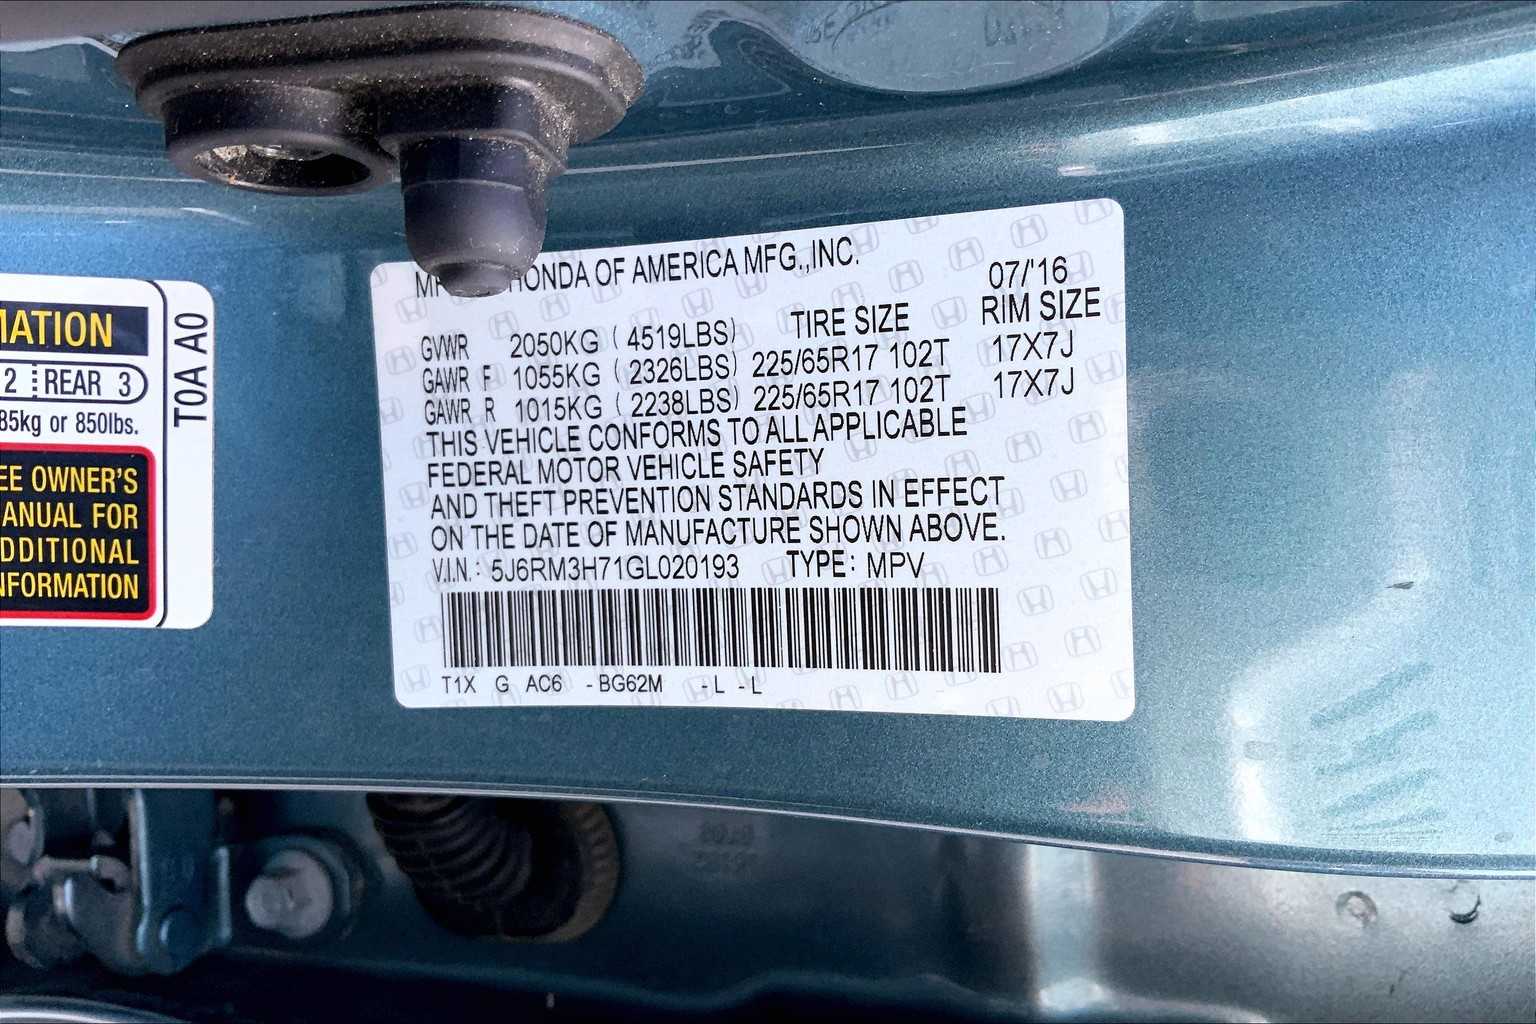 MATION
2 REAR 3
85kg or 850lbs.
EE OWNER'S
ANUAL FOR
DDITIONAL
NFORMATION
T0A A0
HONDA OF AMERICA MFG.,INC.
07/'16
TIRE SIZE RIM SIZE
GVWR 2050KG ( 4519LBS)
GAWR F 1055KG ( 2326LBS) 225/65R17 102T 17X7J
GAWR R 1015KG ( 2238LBS) 225/65R17 102T 17X7J
THIS VEHICLE CONFORMS TO ALL APPLICABLE
FEDERAL MOTOR VEHICLE SAFETY
AND THEFT PREVENTION STANDARDS IN EFFECT
ON THE DATE OF MANUFACTURE SHOWN ABOVE.
V.I.N.: 5J6RM3H71GL020193 TYPE: MPV
T1X G AC6 -BG62M -L -L